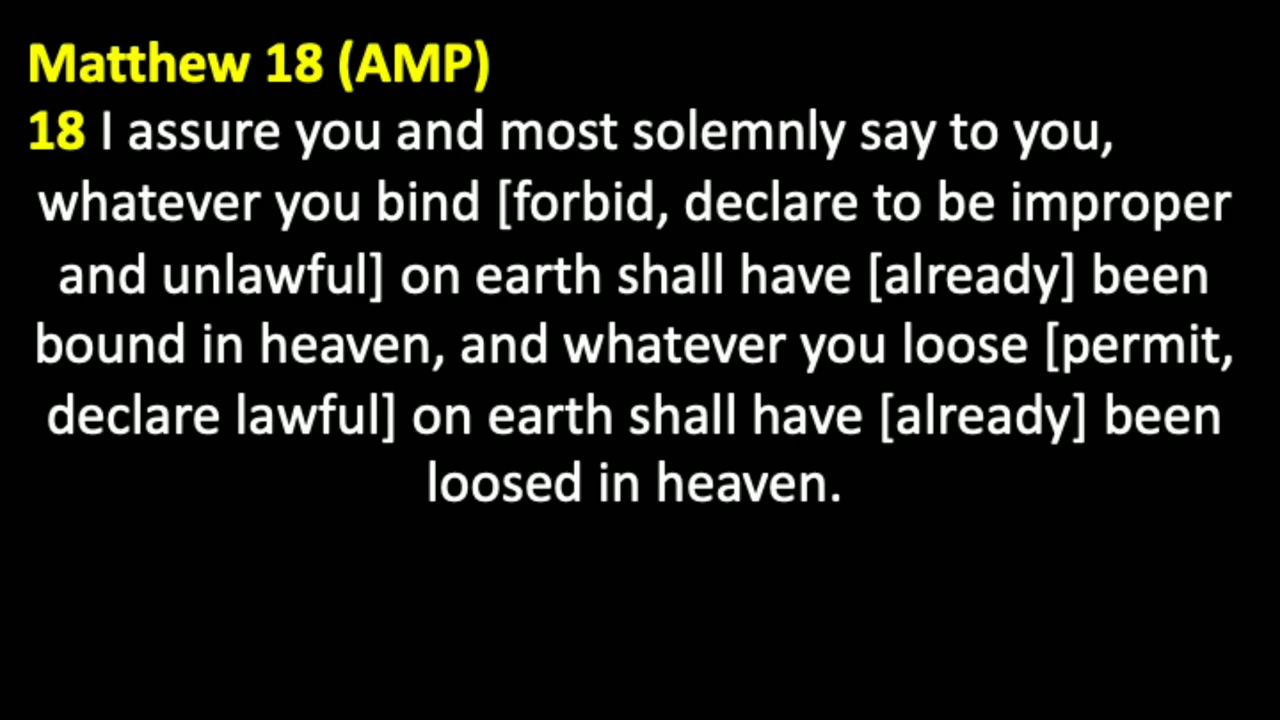 Matthew 18 (AMP)
18 I assure you and most solemnly say to you,
whatever you bind [forbid, declare to be improper
and unlawful] on earth shall have [already] been
bound in heaven, and whatever you loose [permit,
declare lawful] on earth shall have [already] been
loosed in heaven.